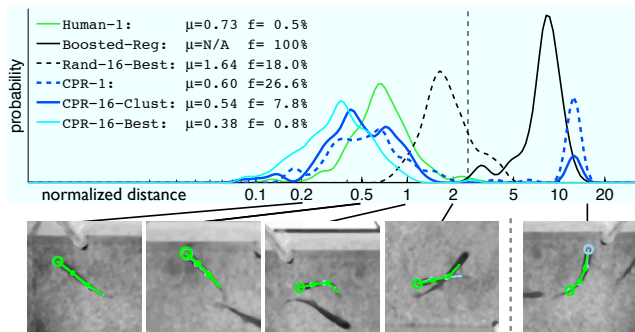 Human-1: μ=0.73 f= 0.5%
Boosted-Reg: μ=N/A f= 100%
Rand-16-Best: μ=1.64 f=18.0%
CPR-1: μ=0.60 f=26.6%
CPR-16-Clust: μ=0.54 f= 7.8%
CPR-16-Best: μ=0.38 f= 0.8%
probability
normalized distance 0.1 0.2 0.5 1 2 5 10 20